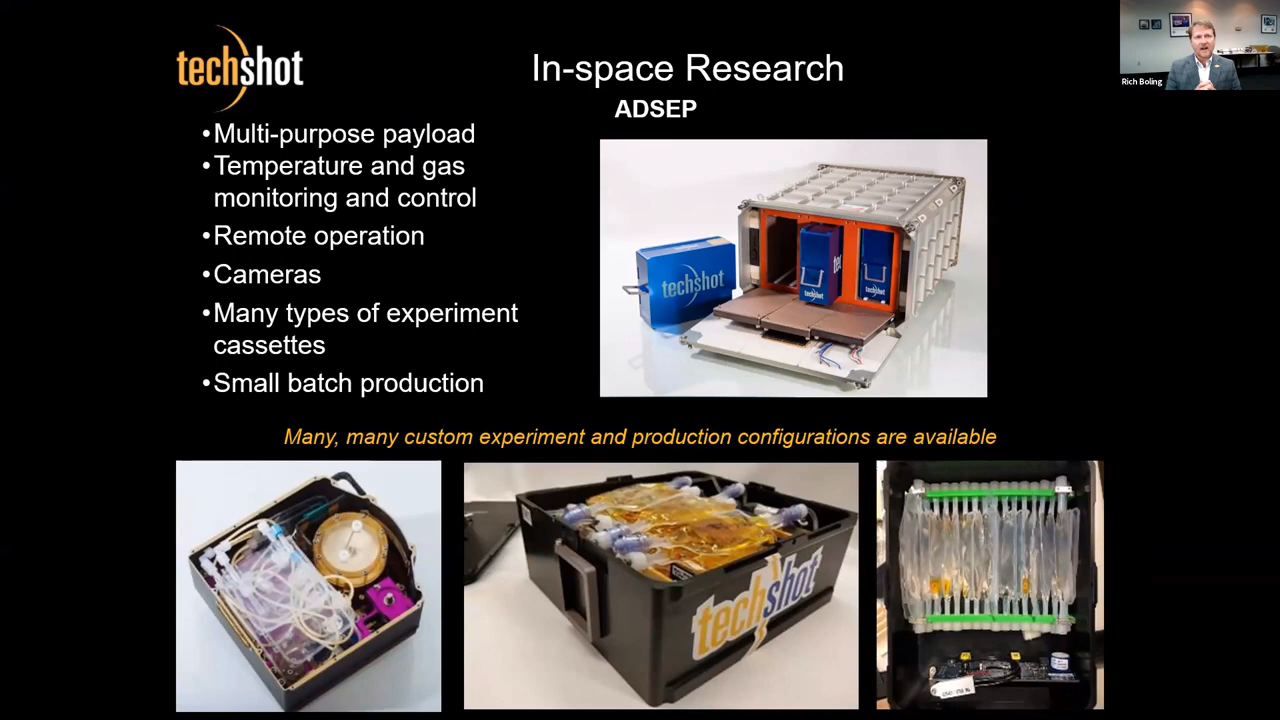 techshot
In-space Research
ADSEP
Rich Boling
•Multi-purpose payload
•Temperature and gas
monitoring and control
•Remote operation
•Cameras
•Many types of experiment
cassettes
•Small batch production
techshot
tec
techshot
techshot
Many, many custom experiment and production configurations are available
techshot